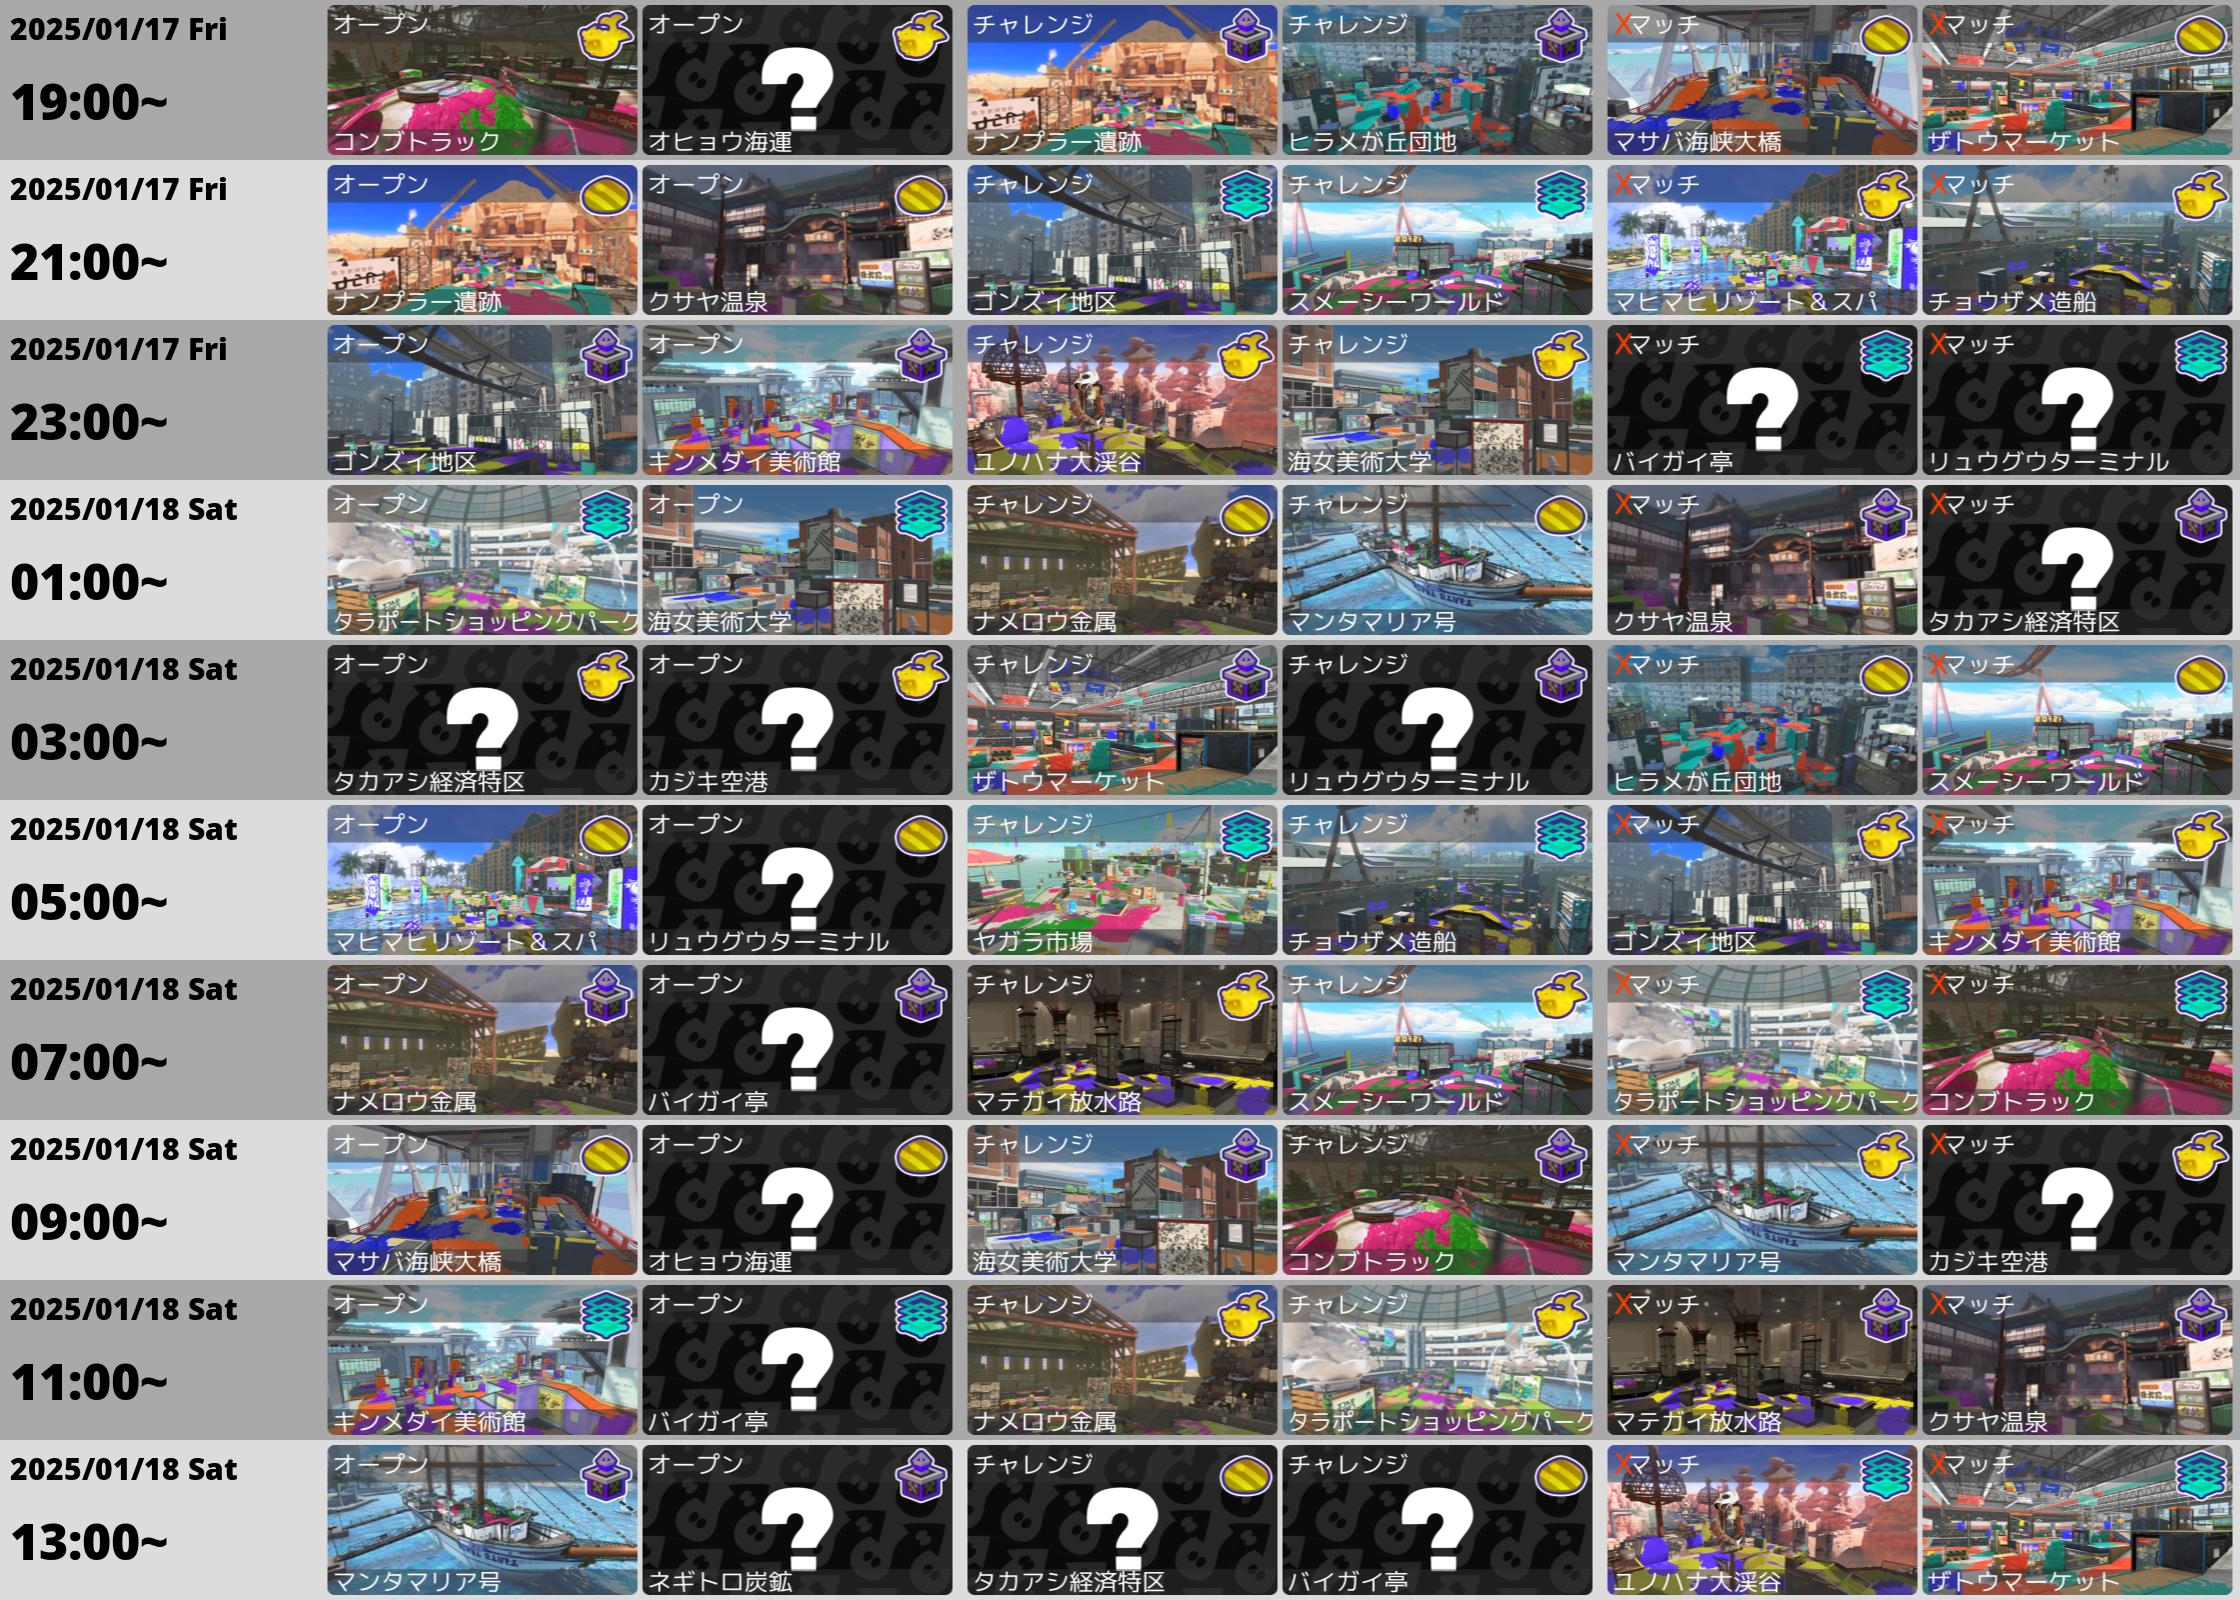 2025/01/17 Fri
19:00~
オープン
コンブトラック
オープン
オヒョウ海運
チャレンジ
ナンプラー遺跡
チャレンジ
ヒラメが丘団地
Xマッチ
マサバ海峡大橋
Xマッチ
ザトウマーケット
2025/01/17 Fri
21:00~
オープン
ナンプラー遺跡
オープン
クサヤ温泉
チャレンジ
ゴンズイ地区
チャレンジ
スメーシーワールド
Xマッチ
マヒマヒリゾート＆スパ
Xマッチ
チョウザメ造船
2025/01/17 Fri
23:00~
オープン
ゴンズイ地区
オープン
キンメダイ美術館
チャレンジ
ユノハナ大渓谷
チャレンジ
海女美術大学
Xマッチ
?
バイガイ亭
Xマッチ
?
リュウグウターミナル
2025/01/18 Sat
01:00~
オープン
タラポートショッピングパーク
オープン
海女美術大学
チャレンジ
ナメロウ金属
チャレンジ
マンタマリア号
Xマッチ
クサヤ温泉
Xマッチ
?
タカアシ経済特区
2025/01/18 Sat
03:00~
オープン
?
タカアシ経済特区
オープン
?
カジキ空港
チャレンジ
ザトウマーケット
チャレンジ
?
リュウグウターミナル
Xマッチ
ヒラメが丘団地
Xマッチ
スメーシーワールド
2025/01/18 Sat
05:00~
オープン
マヒマヒリゾート＆スパ
オープン
?
リュウグウターミナル
チャレンジ
ヤガラ市場
チャレンジ
チョウザメ造船
Xマッチ
ゴンズイ地区
Xマッチ
キンメダイ美術館
2025/01/18 Sat
07:00~
オープン
ナメロウ金属
オープン
?
バイガイ亭
チャレンジ
マテガイ放水路
チャレンジ
スメーシーワールド
Xマッチ
タラポートショッピングパーク
Xマッチ
コンブトラック
2025/01/18 Sat
09:00~
オープン
マサバ海峡大橋
オープン
?
オヒョウ海運
チャレンジ
海女美術大学
チャレンジ
コンブトラック
Xマッチ
マンタマリア号
Xマッチ
?
カジキ空港
2025/01/18 Sat
11:00~
オープン
キンメダイ美術館
オープン
?
バイガイ亭
チャレンジ
ナメロウ金属
チャレンジ
タラポートショッピングパーク
Xマッチ
マテガイ放水路
Xマッチ
クサヤ温泉
2025/01/18 Sat
13:00~
オープン
マンタマリア号
オープン
?
ネギトロ炭鉱
チャレンジ
?
タカアシ経済特区
チャレンジ
?
バイガイ亭
Xマッチ
ユノハナ大渓谷
Xマッチ
ザトウマーケット